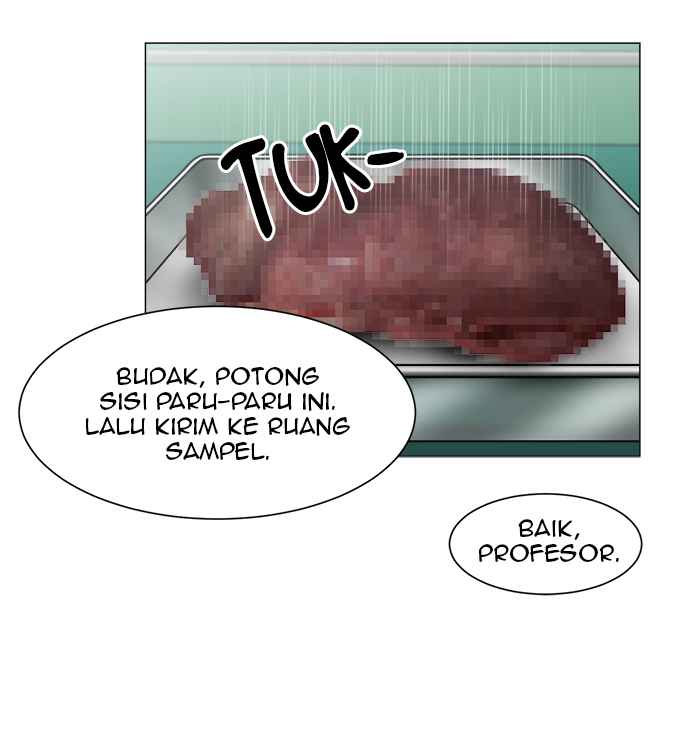 TUK-
BUDAK, POTONG
SISI PARU-PARU INI.
LALU KIRIM KE RUANG
SAMPEL.
BAIK,
PROFESOR.